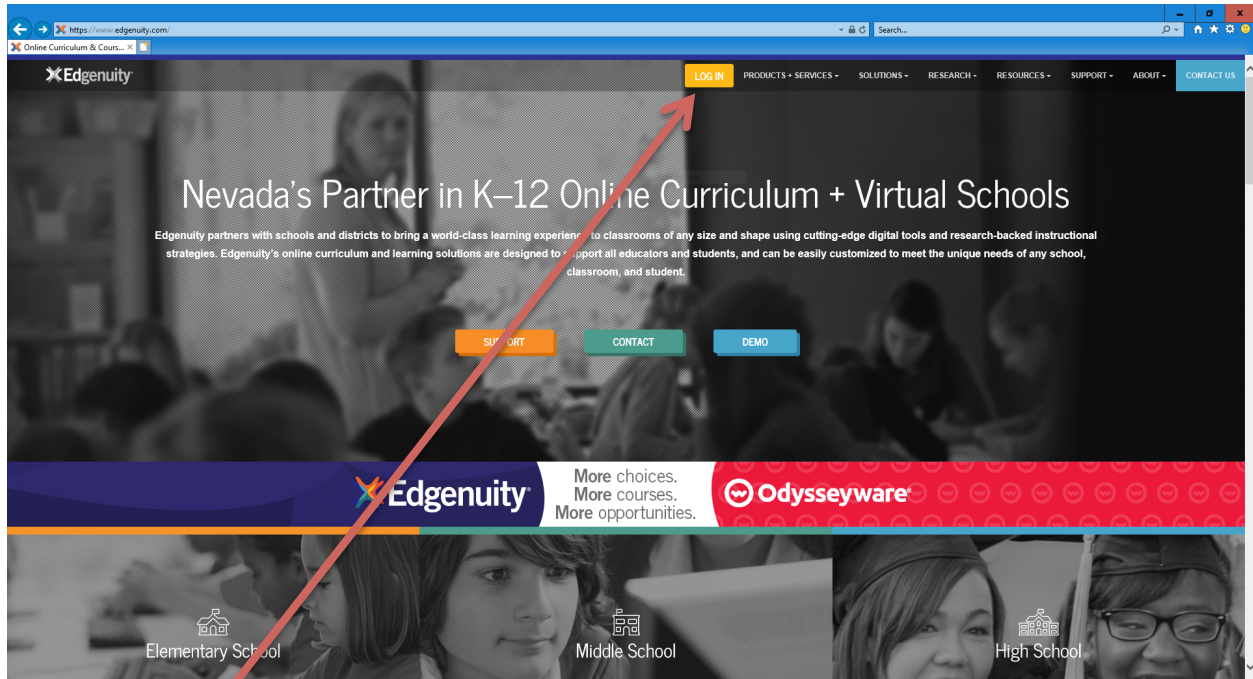 https://www.edgenuity.com/
Search...
Online Curriculum & Cours...
Edgenuity
LOG IN
PRODUCTS + SERVICES
SOLUTIONS
RESEARCH
RESOURCES
SUPPORT
ABOUT
CONTACT US
Nevada's Partner in K–12 Online Curriculum + Virtual Schools
Edgenuity partners with schools and districts to bring a world-class learning experience to classrooms of any size and shape using cutting-edge digital tools and research-backed instructional
strategies. Edgenuity's online curriculum and learning solutions are designed to support all educators and students, and can be easily customized to meet the unique needs of any school,
classroom, and student.
SUPPORT
CONTACT
DEMO
Edgenuity
More choices.
More courses.
More opportunities.
Odysseyware
Elementary School
Middle School
High School